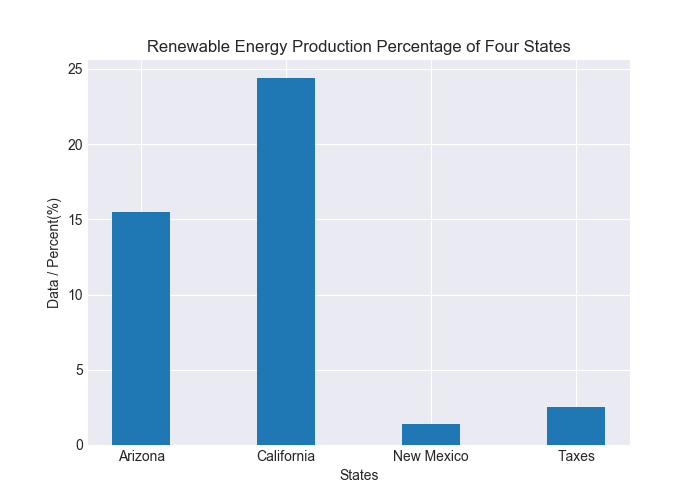 Renewable Energy Production Percentage of Four States
25
20
15
10
5
0
Data / Percent(%)
Arizona California New Mexico Taxes
States